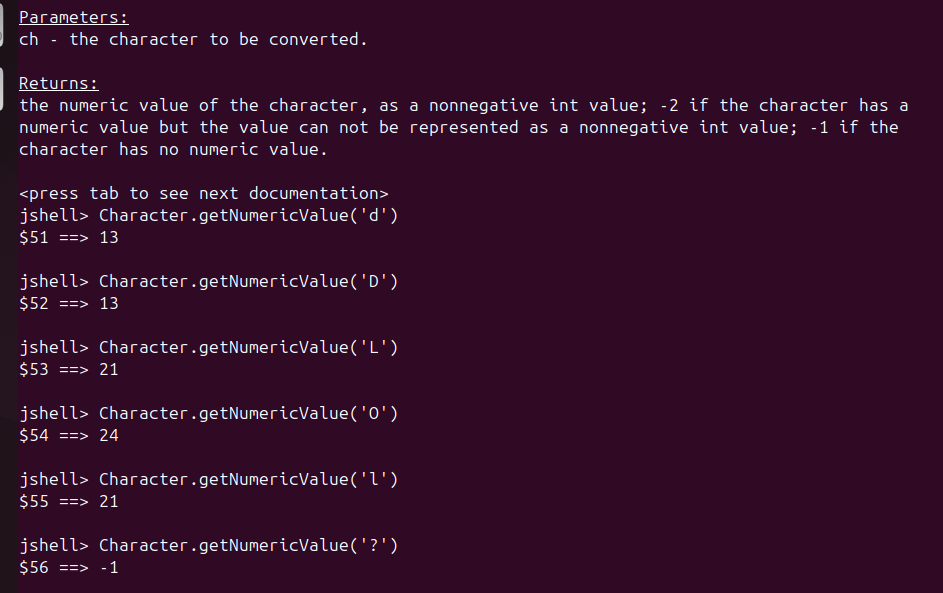 Parameters:
ch - the character to be converted.
Returns:
the numeric value of the character, as a nonnegative int value; -2 if the character has a
numeric value but the value can not be represented as a nonnegative int value; -1 if the
character has no numeric value.
<press tab to see next documentation>
jshell> Character.getNumericValue('d')
$51 ==> 13
jshell> Character.getNumericValue('D')
$52 ==> 13
jshell> Character.getNumericValue('L')
$53 ==> 21
jshell> Character.getNumericValue('O')
$54 ==> 24
jshell> Character.getNumericValue('l')
$55 ==> 21
jshell> Character.getNumericValue('?')
$56 ==> -1